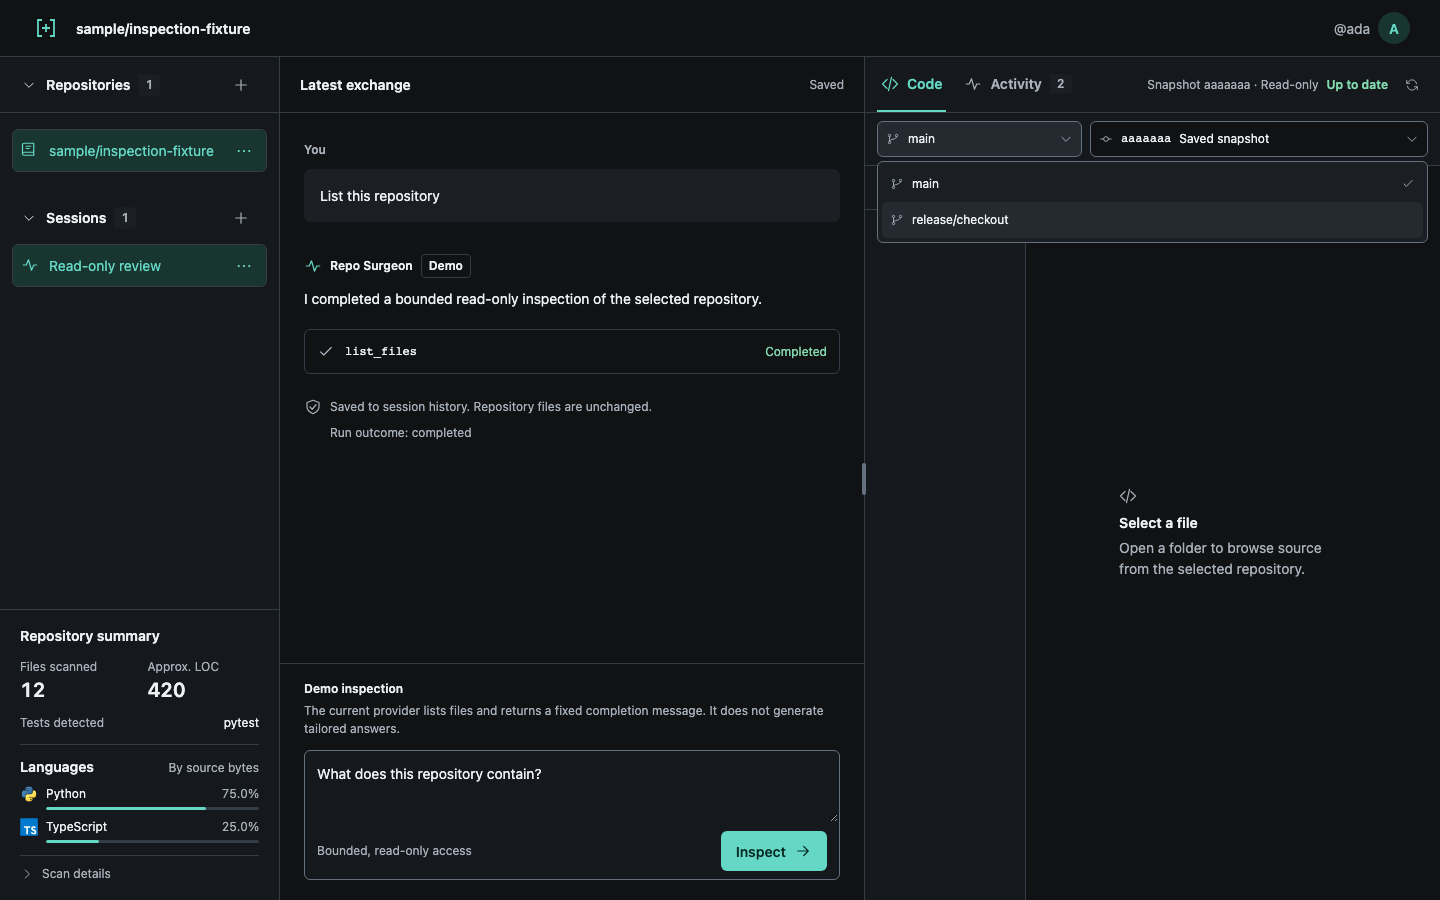 sample/inspection-fixture
@ada
A
Repositories 1
sample/inspection-fixture
Sessions 1
Read-only review
Repository summary
Files scanned
Approx. LOC
12
420
Tests detected
pytest
Languages
By source bytes
Python
75.0%
TS
TypeScript
25.0%
Scan details
Latest exchange
Saved
You
List this repository
Repo Surgeon
Demo
I completed a bounded read-only inspection of the selected repository.
list_files
Completed
Saved to session history. Repository files are unchanged.
Run outcome: completed
Demo inspection
The current provider lists files and returns a fixed completion message. It does not generate
tailored answers.
What does this repository contain?
Bounded, read-only access
Inspect
Code
Activity 2
Snapshot aaaaaaa · Read-only
Up to date
main
aaaaaaa Saved snapshot
main
release/checkout
Select a file
Open a folder to browse source
from the selected repository.